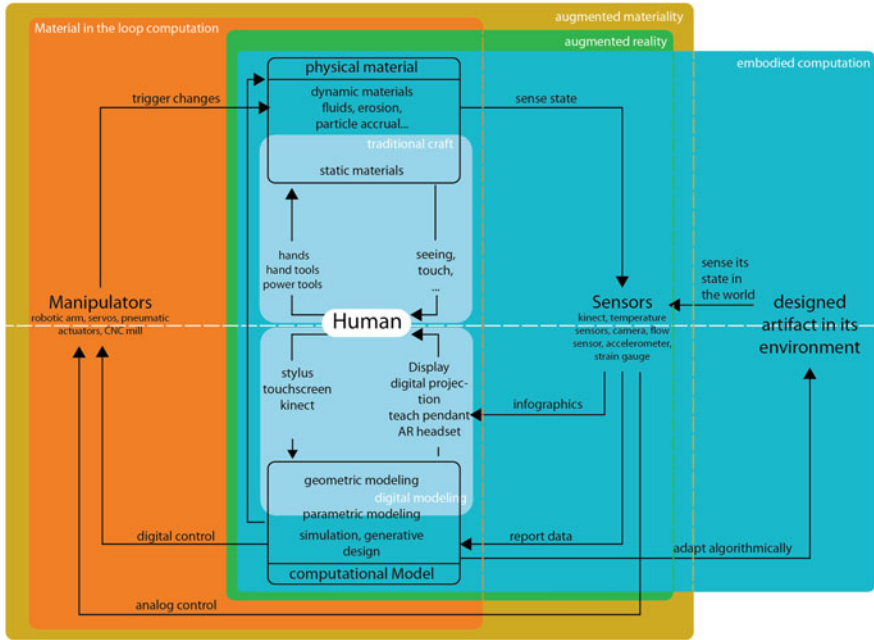 augmented materiality
Material in the loop computation
augmented reality
embodied computation
physical material
dynamic materials
fluids, erosion,
particle accrual...
traditional craft
static materials
trigger changes
sense state
hands
hand tools
power tools
seeing,
touch,
...
Manipulators
robotic arm, servos, pneumatic
actuators, CNC mill
Human
Sensors
kinect, temperature
sensors, camera, flow
sensor, accelerometer,
strain gauge
sense its
state in
the world
designed
artifact in its
environment
stylus
touchscreen
kinect
Display
digital projec-
tion
teach pendant
AR headset
infographics
geometric modeling
digital modeling
parametric modeling
simulation, generative
design
computational Model
digital control
report data
adapt algorithmically
analog control